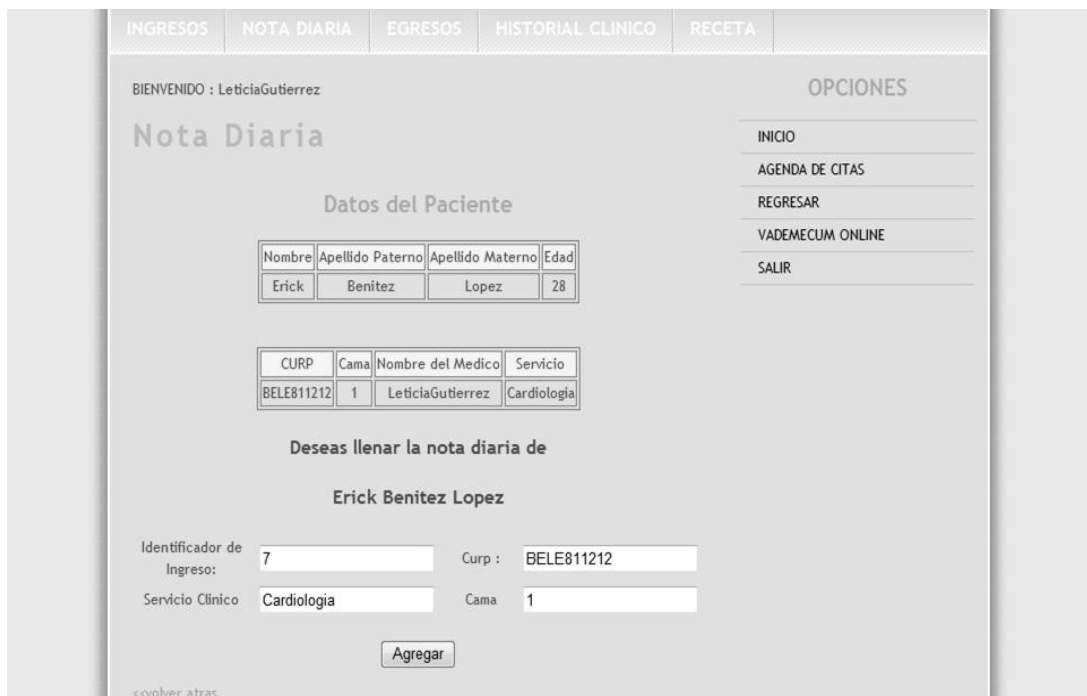 INGRESOS NOTA DIARIA EGRESOS HISTORIAL CLINICO RECETA
BIENVENIDO : LeticiaGutierrez
Nota Diaria
Datos del Paciente
Nombre Apellido Paterno Apellido Materno Edad
Erick Benitez Lopez 28
CURP Cama Nombre del Medico Servicio
BELE811212 1 LeticiaGutierrez Cardiologia
Deseas llenar la nota diaria de
Erick Benitez Lopez
Identificador de
Ingreso:
7
Curp :
BELE811212
Servicio Clinico
Cardiologia
Cama
1
Agregar
<<volver atras
OPCIONES
INICIO
AGENDA DE CITAS
REGRESAR
VADEMECUM ONLINE
SALIR